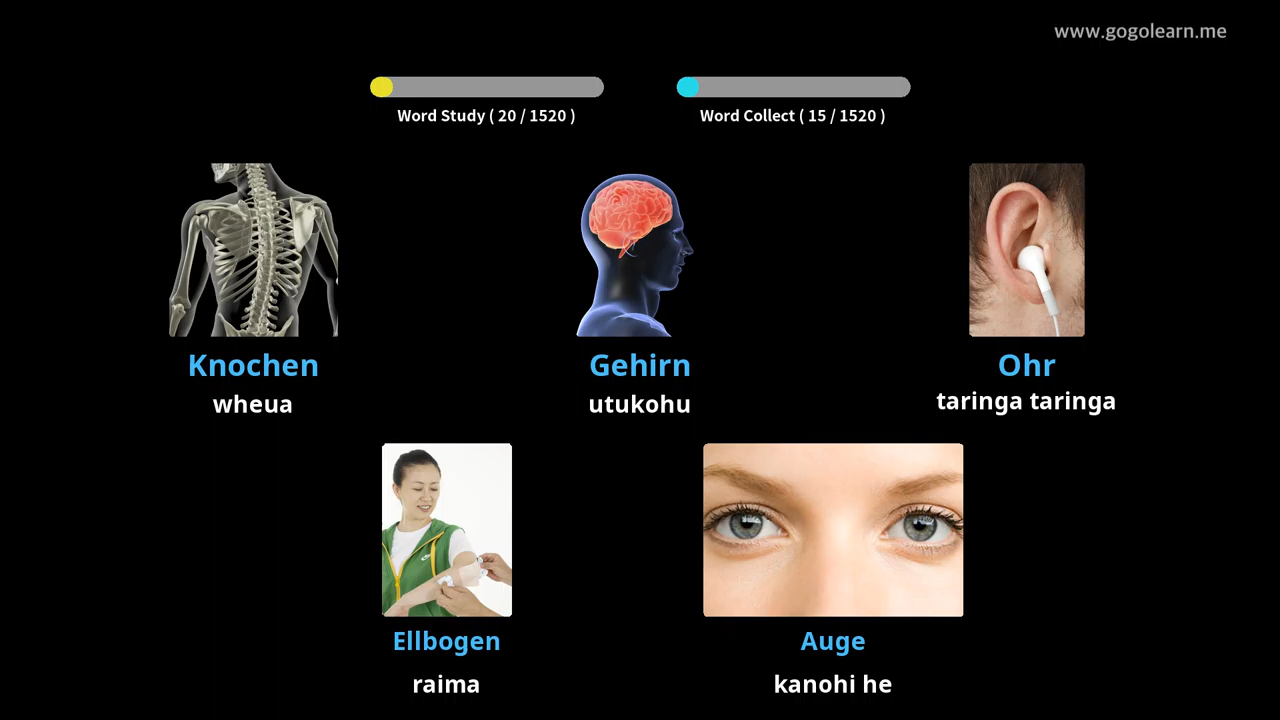 www.gogolearn.me
Word Study ( 20 / 1520 )
Word Collect ( 15 / 1520 )
Knochen
wheua
Gehirn
utukohu
Ohr
taringa taringa
Ellbogen
raima
Auge
kanohi he